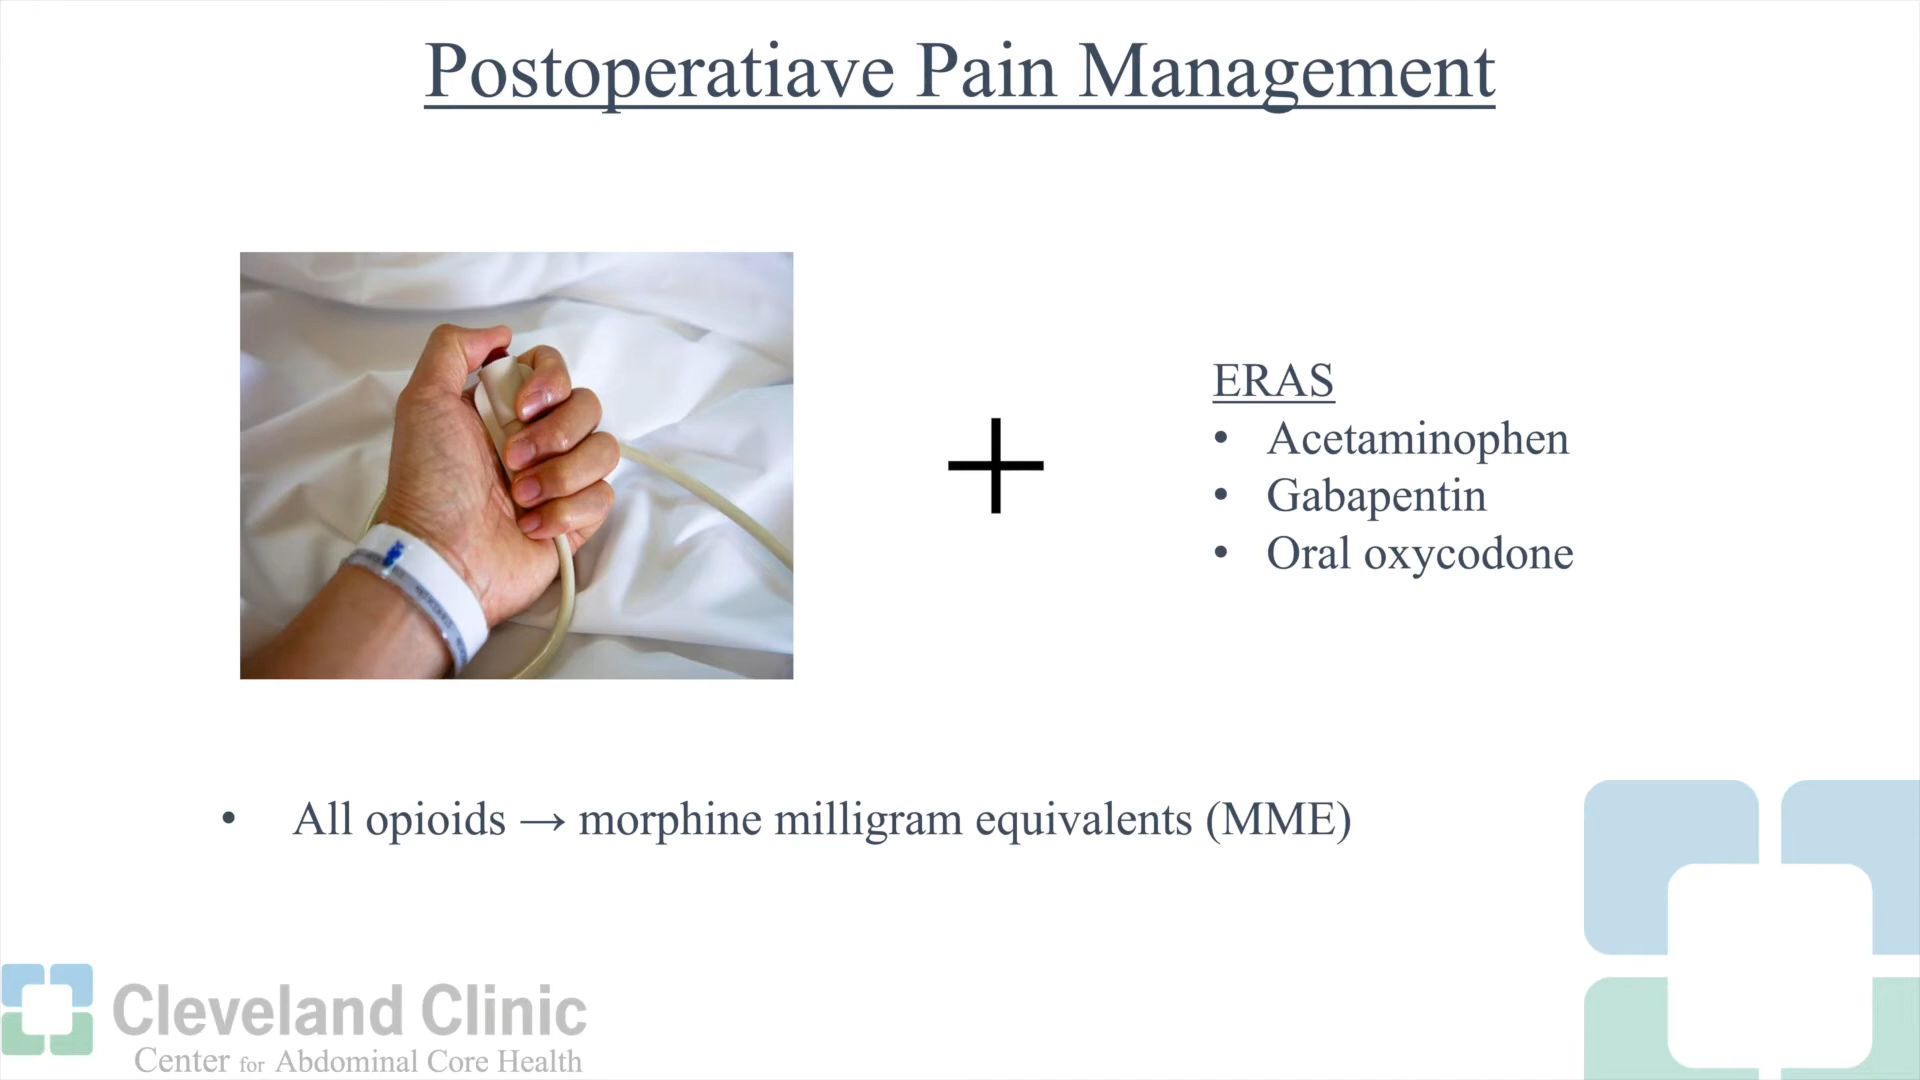 Postoperatiave Pain Management
ERAS
• Acetaminophen
• Gabapentin
• Oral oxycodone
• All opioids → morphine milligram equivalents (MME)
Cleveland Clinic
Center for Abdominal Core Health